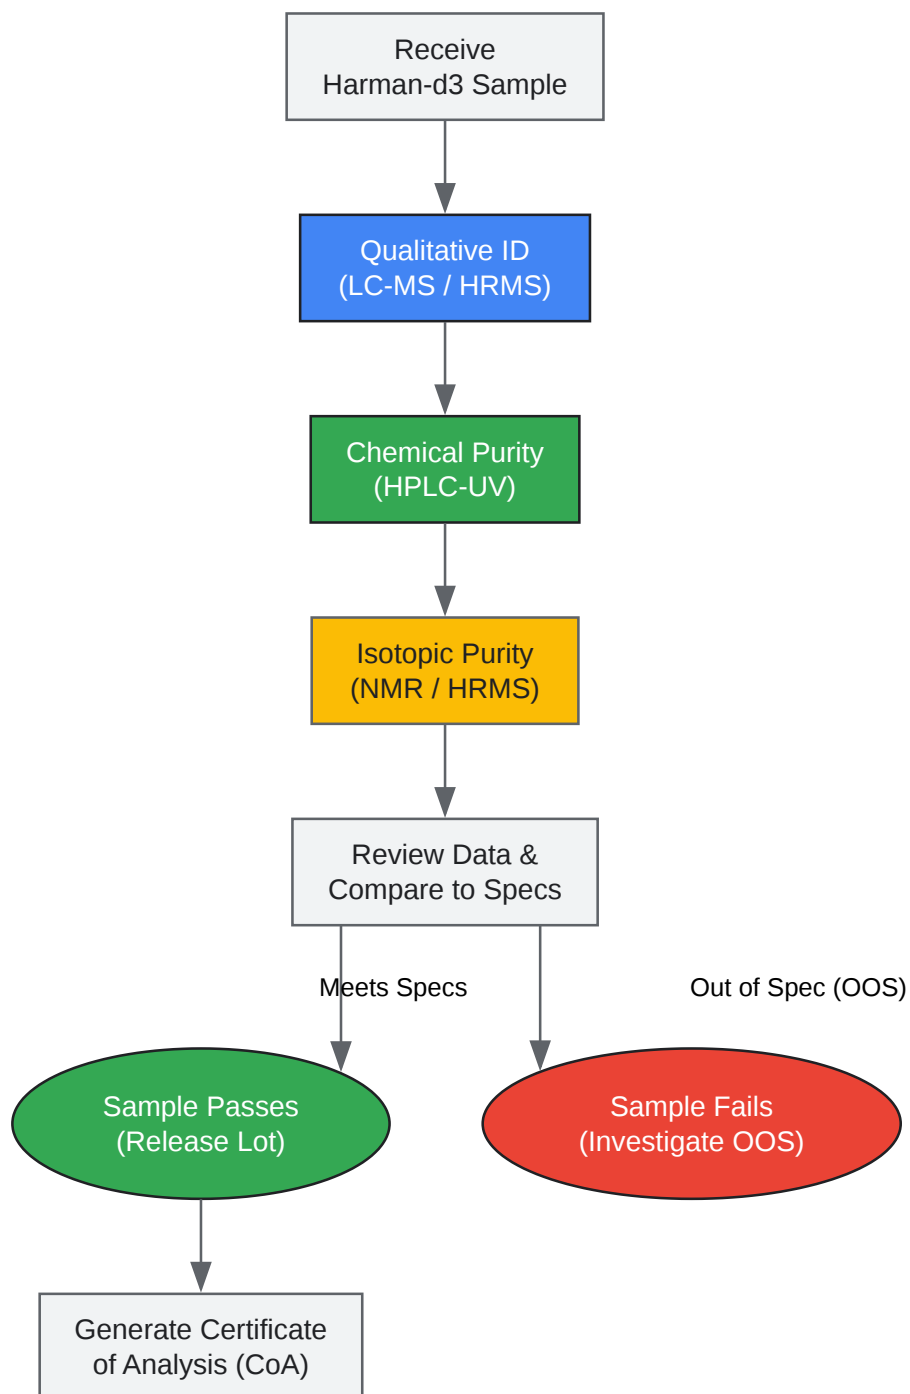 Receive
Harman-d3 Sample
Qualitative ID
(LC-MS / HRMS)
Chemical Purity
(HPLC-UV)
Isotopic Purity
(NMR / HRMS)
Review Data &
Compare to Specs
Meets Specs
Out of Spec (OOS)
Sample Passes
(Release Lot)
Sample Fails
(Investigate OOS)
Generate Certificate
of Analysis (CoA)